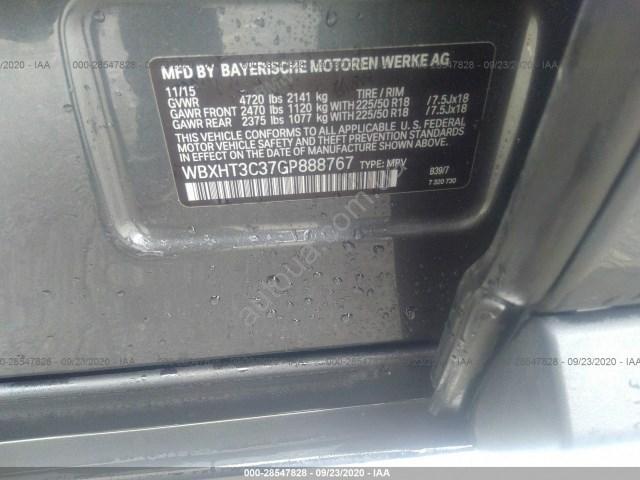 09/23/2020 - IAA
000-28547828 - 09/23/2020 - IAA
000-28547828 - 09/23/2020 - IAA
MFD BY BAYERISCHE MOTOREN WERKE AG
11/15 TIRE / RIM
GVWR 4720 lbs 2141 kg
GAWR FRONT 2470 lbs 1120 kg WITH 225/50 R18 /7.5Jx18
GAWR REAR 2375 lbs 1077 kg WITH 225/50 R18 /7.5Jx18
THIS VEHICLE CONFORMS TO ALL APPLICABLE U. S. FEDERAL
MOTOR VEHICLE SAFETY AND THEFT PREVENTION STANDARDS
IN EFFECT ON THE DATE OF MANUFACTURE SHOWN ABOVE
WBXHT3C37GP888767 TYPE: MPV
B39/7
7 320 730
autoua
000-28547828 - 09/23/2020 - IAA
000-28547828 - 09/23/2020 - IAA
000-28547828 - 09/23/2020 - IAA